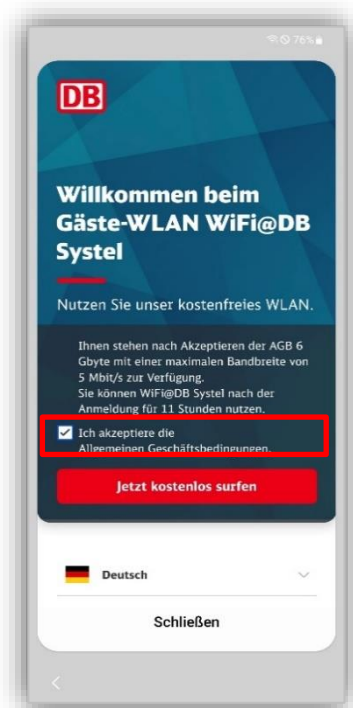 76%
DB
Willkommen beim
Gäste-WLAN WiFi@DB
Systel
Nutzen Sie unser kostenfreies WLAN.
Ihnen stehen nach Akzeptieren der AGB 6
Gbyte mit einer maximalen Bandbreite von
5 Mbit/s zur Verfügung.
Sie können WiFi@DB Systel nach der
Anmeldung für 11 Stunden nutzen.
Ich akzeptiere die
Allgemeinen Geschäftsbedingungen.
Jetzt kostenlos surfen
Deutsch
Schließen